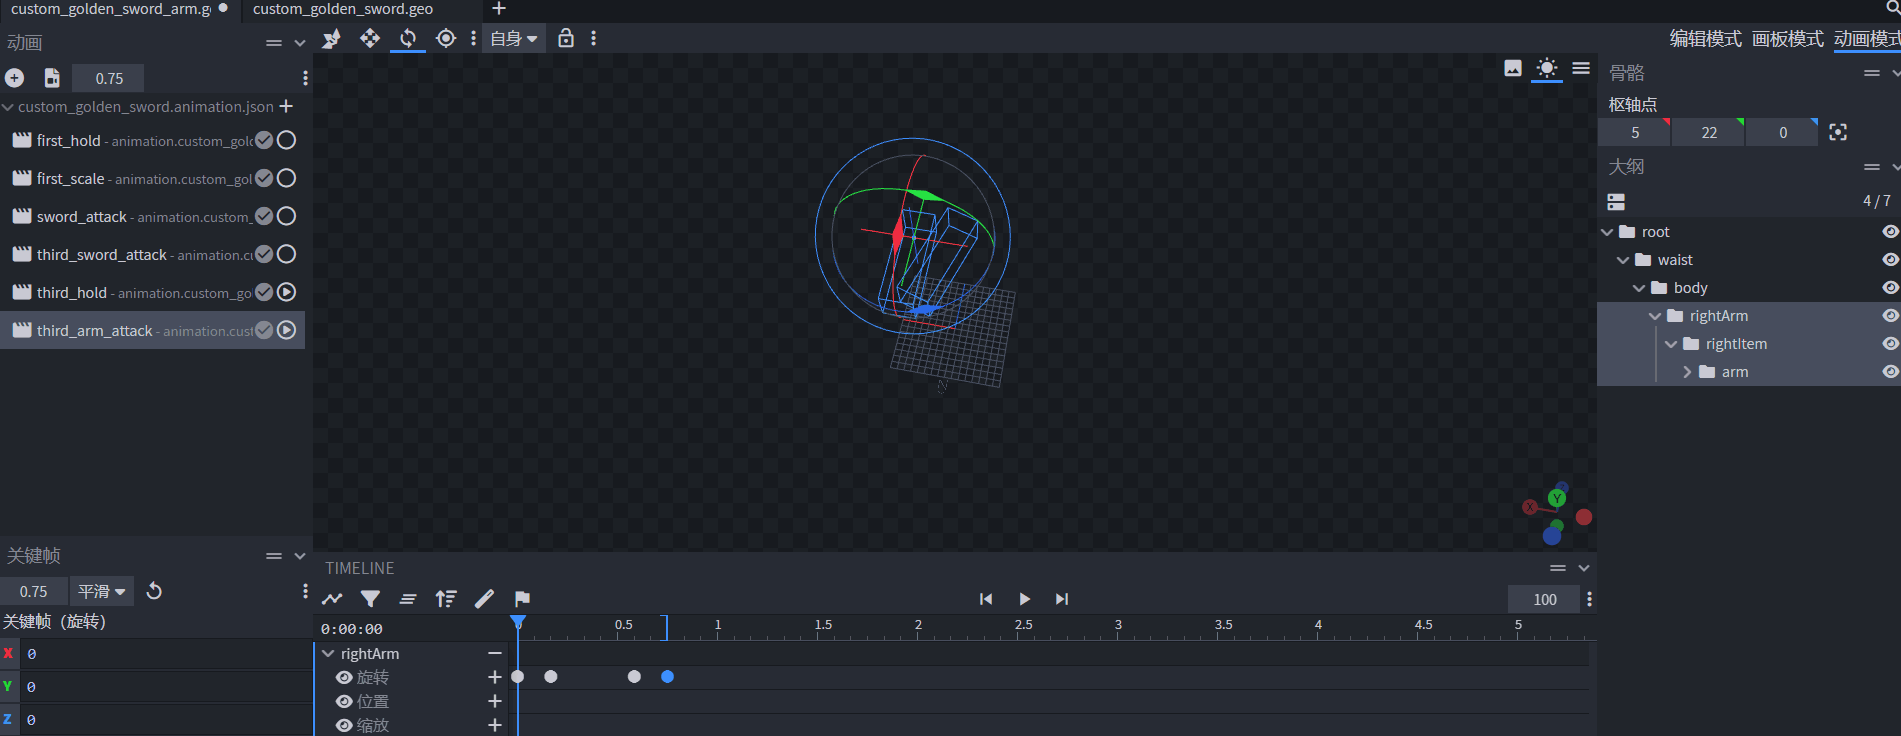 custom_golden_sword_arm.g
custom_golden_sword.geo
动画
自身
编辑模式 画板模式 动画模式
0.75
骨骼
custom_golden_sword.animation.json
枢轴点
first_hold - animation.custom_gold
5 22 0
first_scale - animation.custom_gol
大纲
sword_attack - animation.custom_
4 / 7
third_sword_attack - animation.cu
root
waist
third_hold - animation.custom_go
body
third_arm_attack - animation.cust
rightArm
rightItem
arm
N
Y
X
关键帧
TIMELINE
0.75 平滑
100
关键帧（旋转）
0:00:00
0 0.5 1 1.5 2 2.5 3 3.5 4 4.5 5
X 0
rightArm
Y 0
旋转
位置
Z 0
缩放